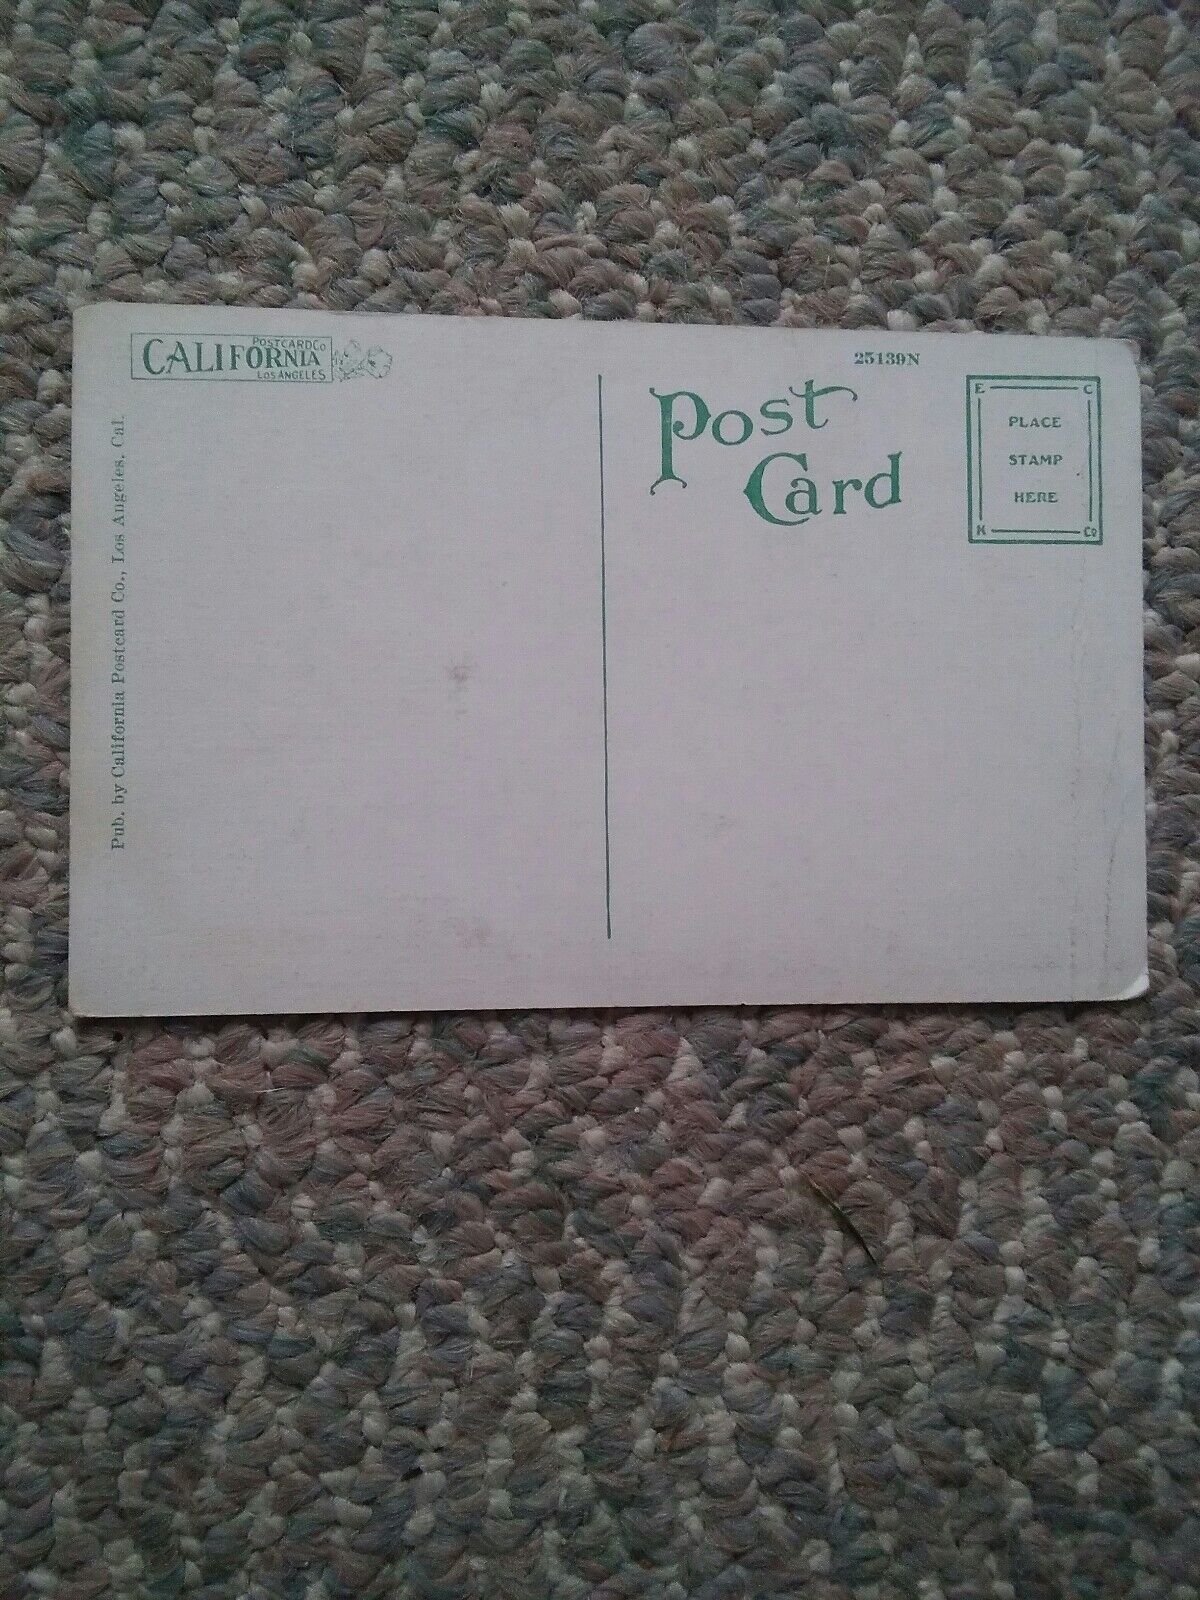 POSTCARD Co
CALIFORNIA
LOS ANGELES
Pub. by California Postcard Co., Los Angeles, Cal.
25139N
Post
Card
E C
PLACE
STAMP
HERE
K Co